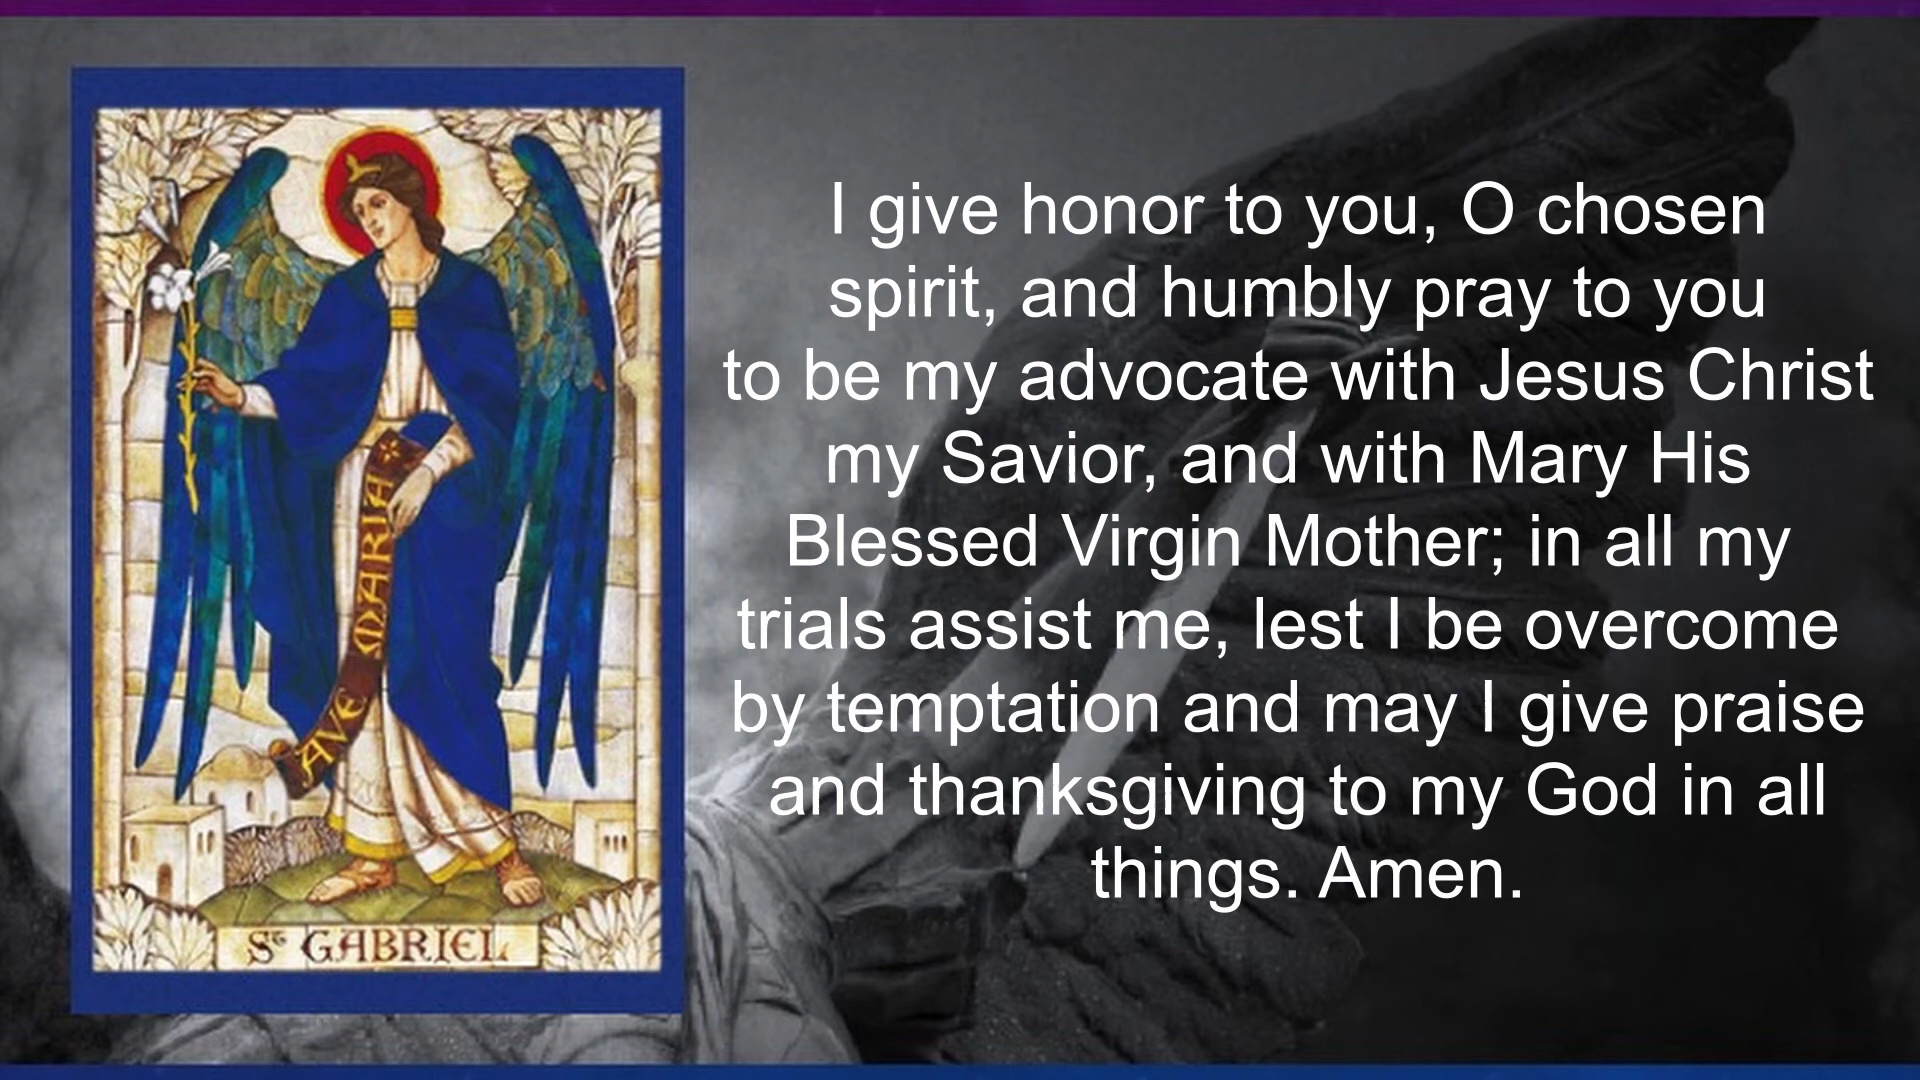 I give honor to you, O chosen
spirit, and humbly pray to you
to be my advocate with Jesus Christ
my Savior, and with Mary His
Blessed Virgin Mother; in all my
trials assist me, lest I be overcome
by temptation and may I give praise
and thanksgiving to my God in all
things. Amen.
AVE MARIA
St GABRIEL